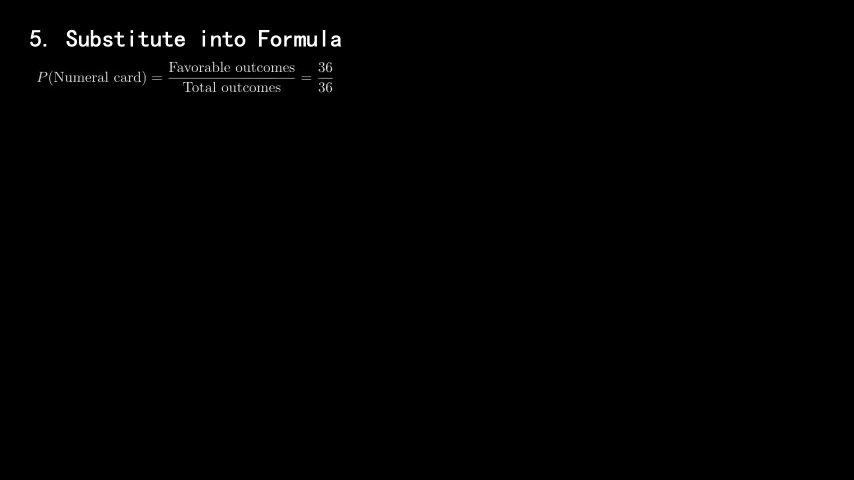 5. Substitute into Formula
P(Numeral card) = Favorable outcomes / Total outcomes = 36 / 36